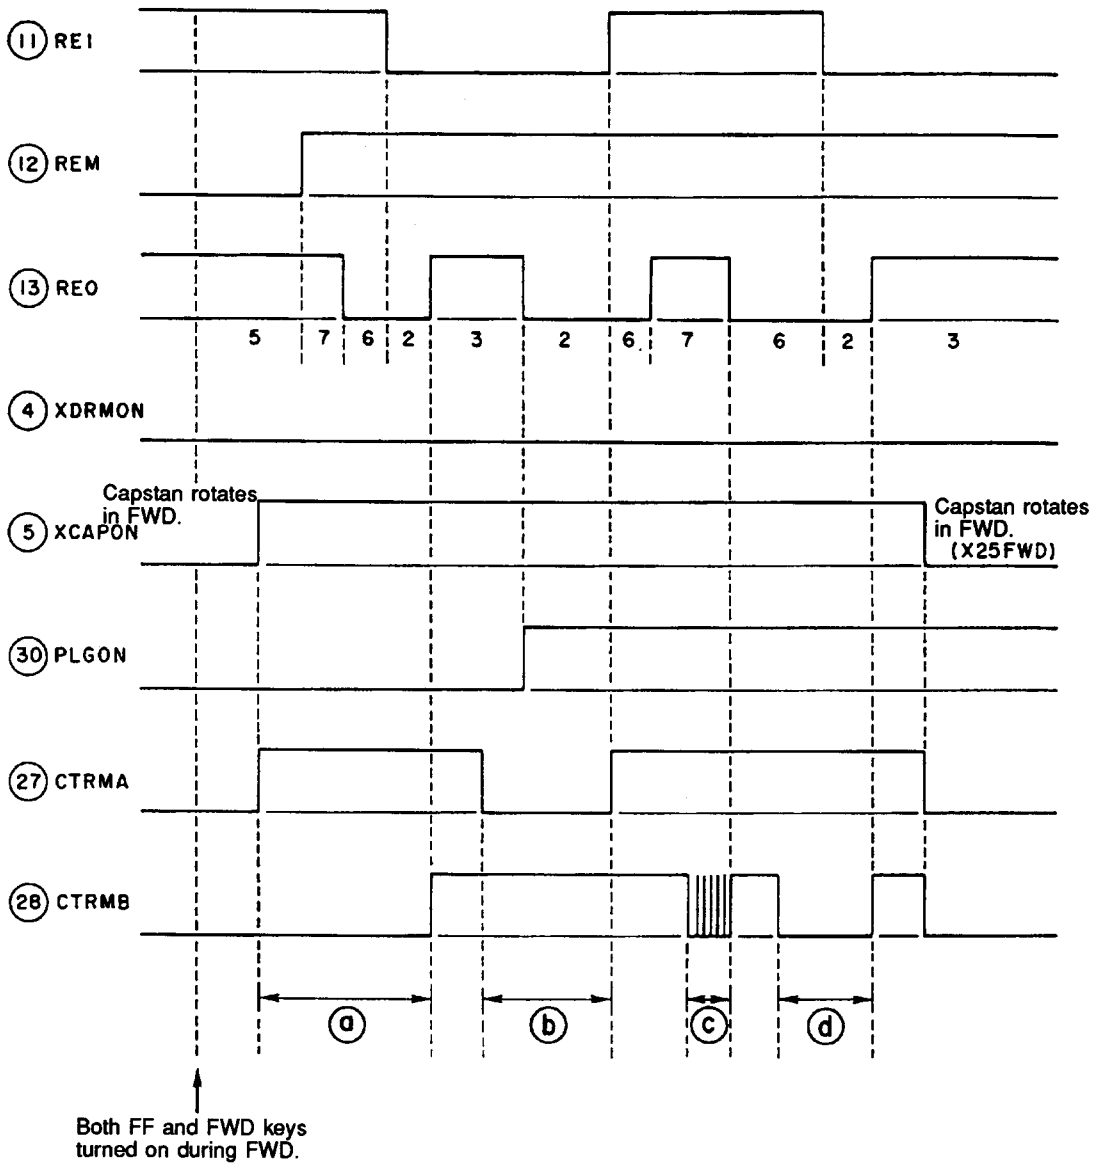 11 RE1
12 REM
13 REO
5 7 6 2 3 2 6 7 6 2 3
4 XDRMON
Capstan rotates
in FWD.
5 XCAPON
Capstan rotates
in FWD.
(X25FWD)
30 PLGON
27 CTRMA
28 CTRMB
a b c d
Both FF and FWD keys
turned on during FWD.